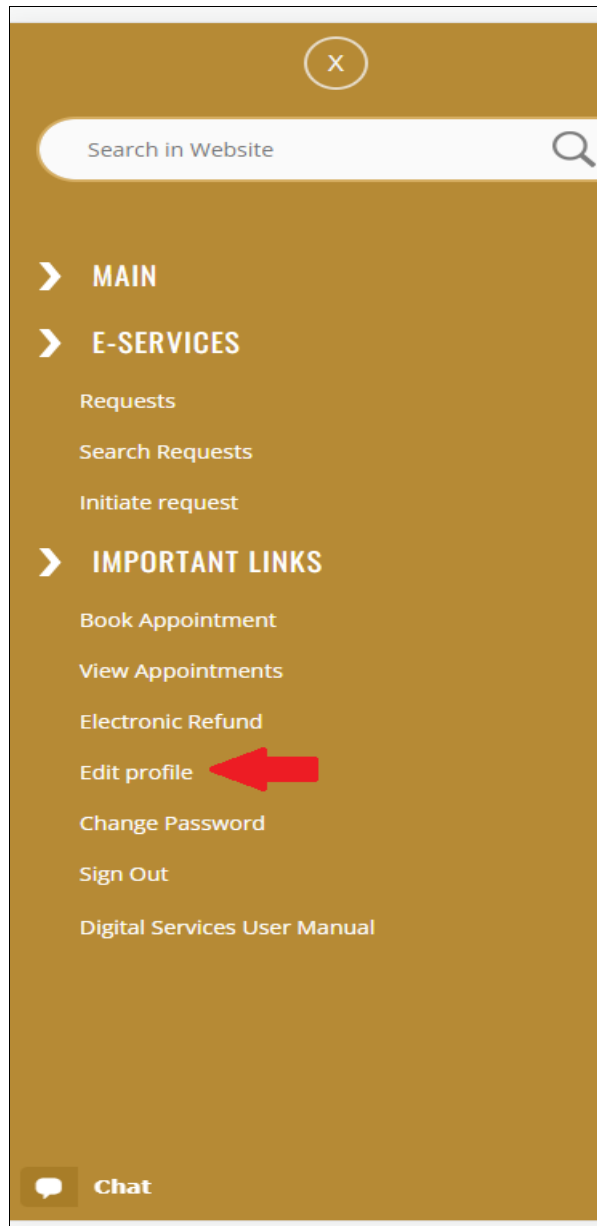 X
Search in Website
MAIN
E-SERVICES
Requests
Search Requests
Initiate request
IMPORTANT LINKS
Book Appointment
View Appointments
Electronic Refund
Edit profile
Change Password
Sign Out
Digital Services User Manual
Chat